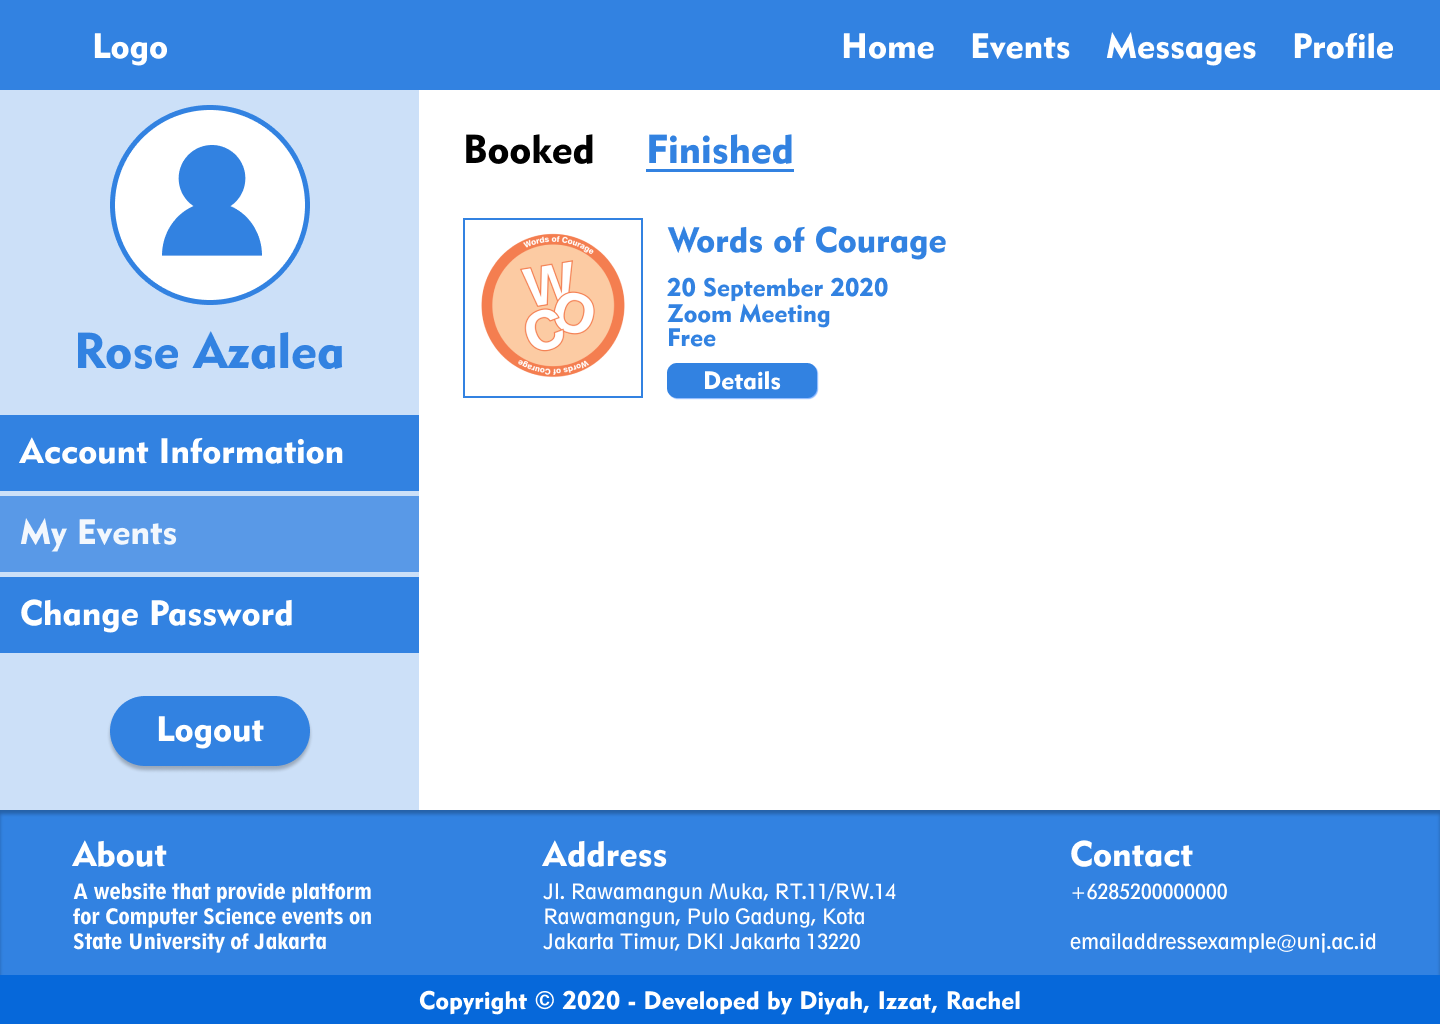 Logo
Home Events Messages Profile
Rose Azalea
Account Information
My Events
Change Password
Logout
Booked Finished
Words of Courage
WOC
Words of Courage
Words of Courage
20 September 2020
Zoom Meeting
Free
Details
About
A website that provide platform
for Computer Science events on
State University of Jakarta
Address
Jl. Rawamangun Muka, RT.11/RW.14
Rawamangun, Pulo Gadung, Kota
Jakarta Timur, DKI Jakarta 13220
Contact
+6285200000000
emailaddressexample@unj.ac.id
Copyright © 2020 - Developed by Diyah, Izzat, Rachel